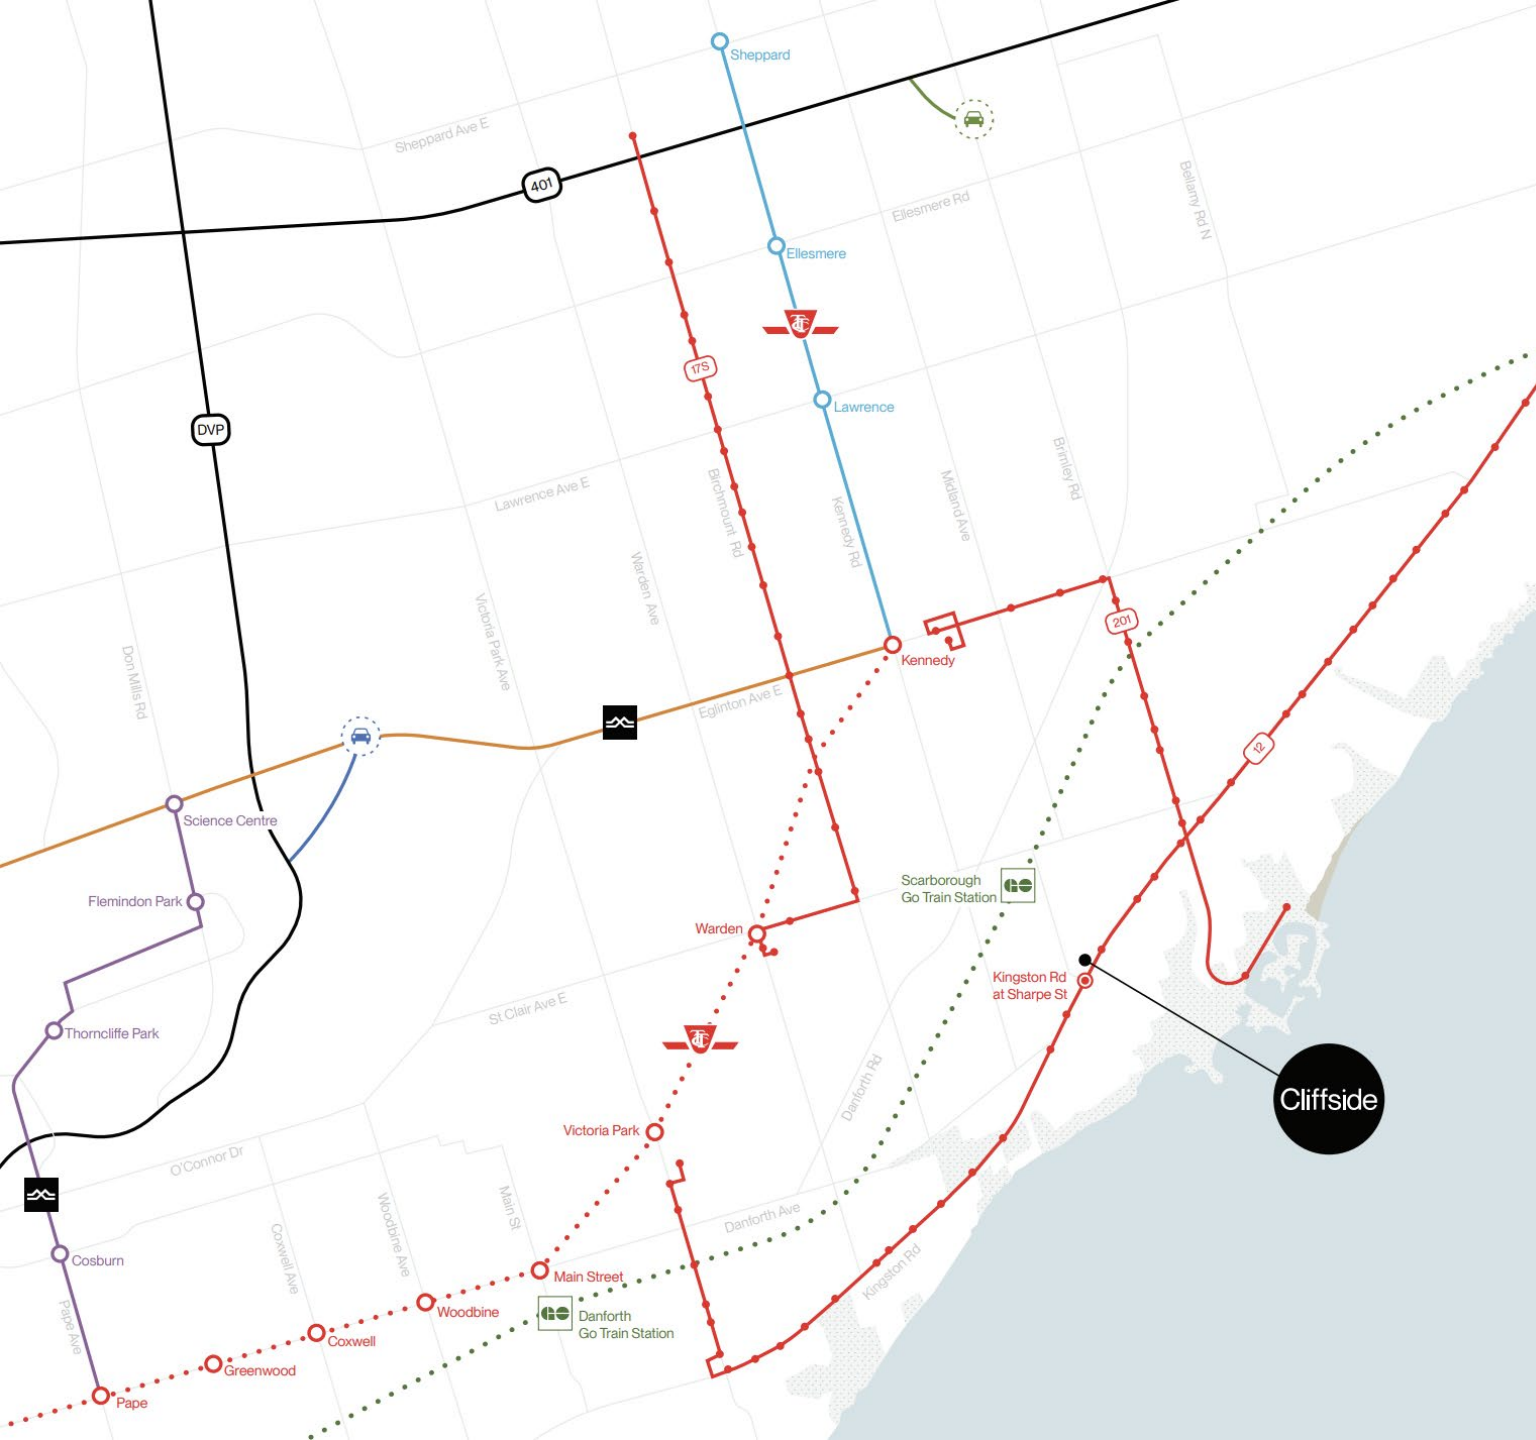 Sheppard
Sheppard Ave E
401
Bellamy Rd N
Ellesmere Rd
Ellesmere
TTC
17S
Lawrence
DVP
Lawrence Ave E
Birchmount Rd
Kennedy Rd
Midland Ave
Brimley Rd
Warden Ave
Victoria Park Ave
Don Mills Rd
201
Kennedy
Eglinton Ave E
12
Science Centre
Scarborough
Go Train Station
GO
Flemindon Park
Warden
Kingston Rd
at Sharpe St
St Clair Ave E
Thorncliffe Park
TTC
Danforth Rd
Cliffside
Victoria Park
O'Connor Dr
Main St
Woodbine Ave
Coxwell Ave
Danforth Ave
Cosburn
Kingston Rd
Main Street
Pape Ave
Woodbine
GO
Danforth
Go Train Station
Coxwell
Greenwood
Pape